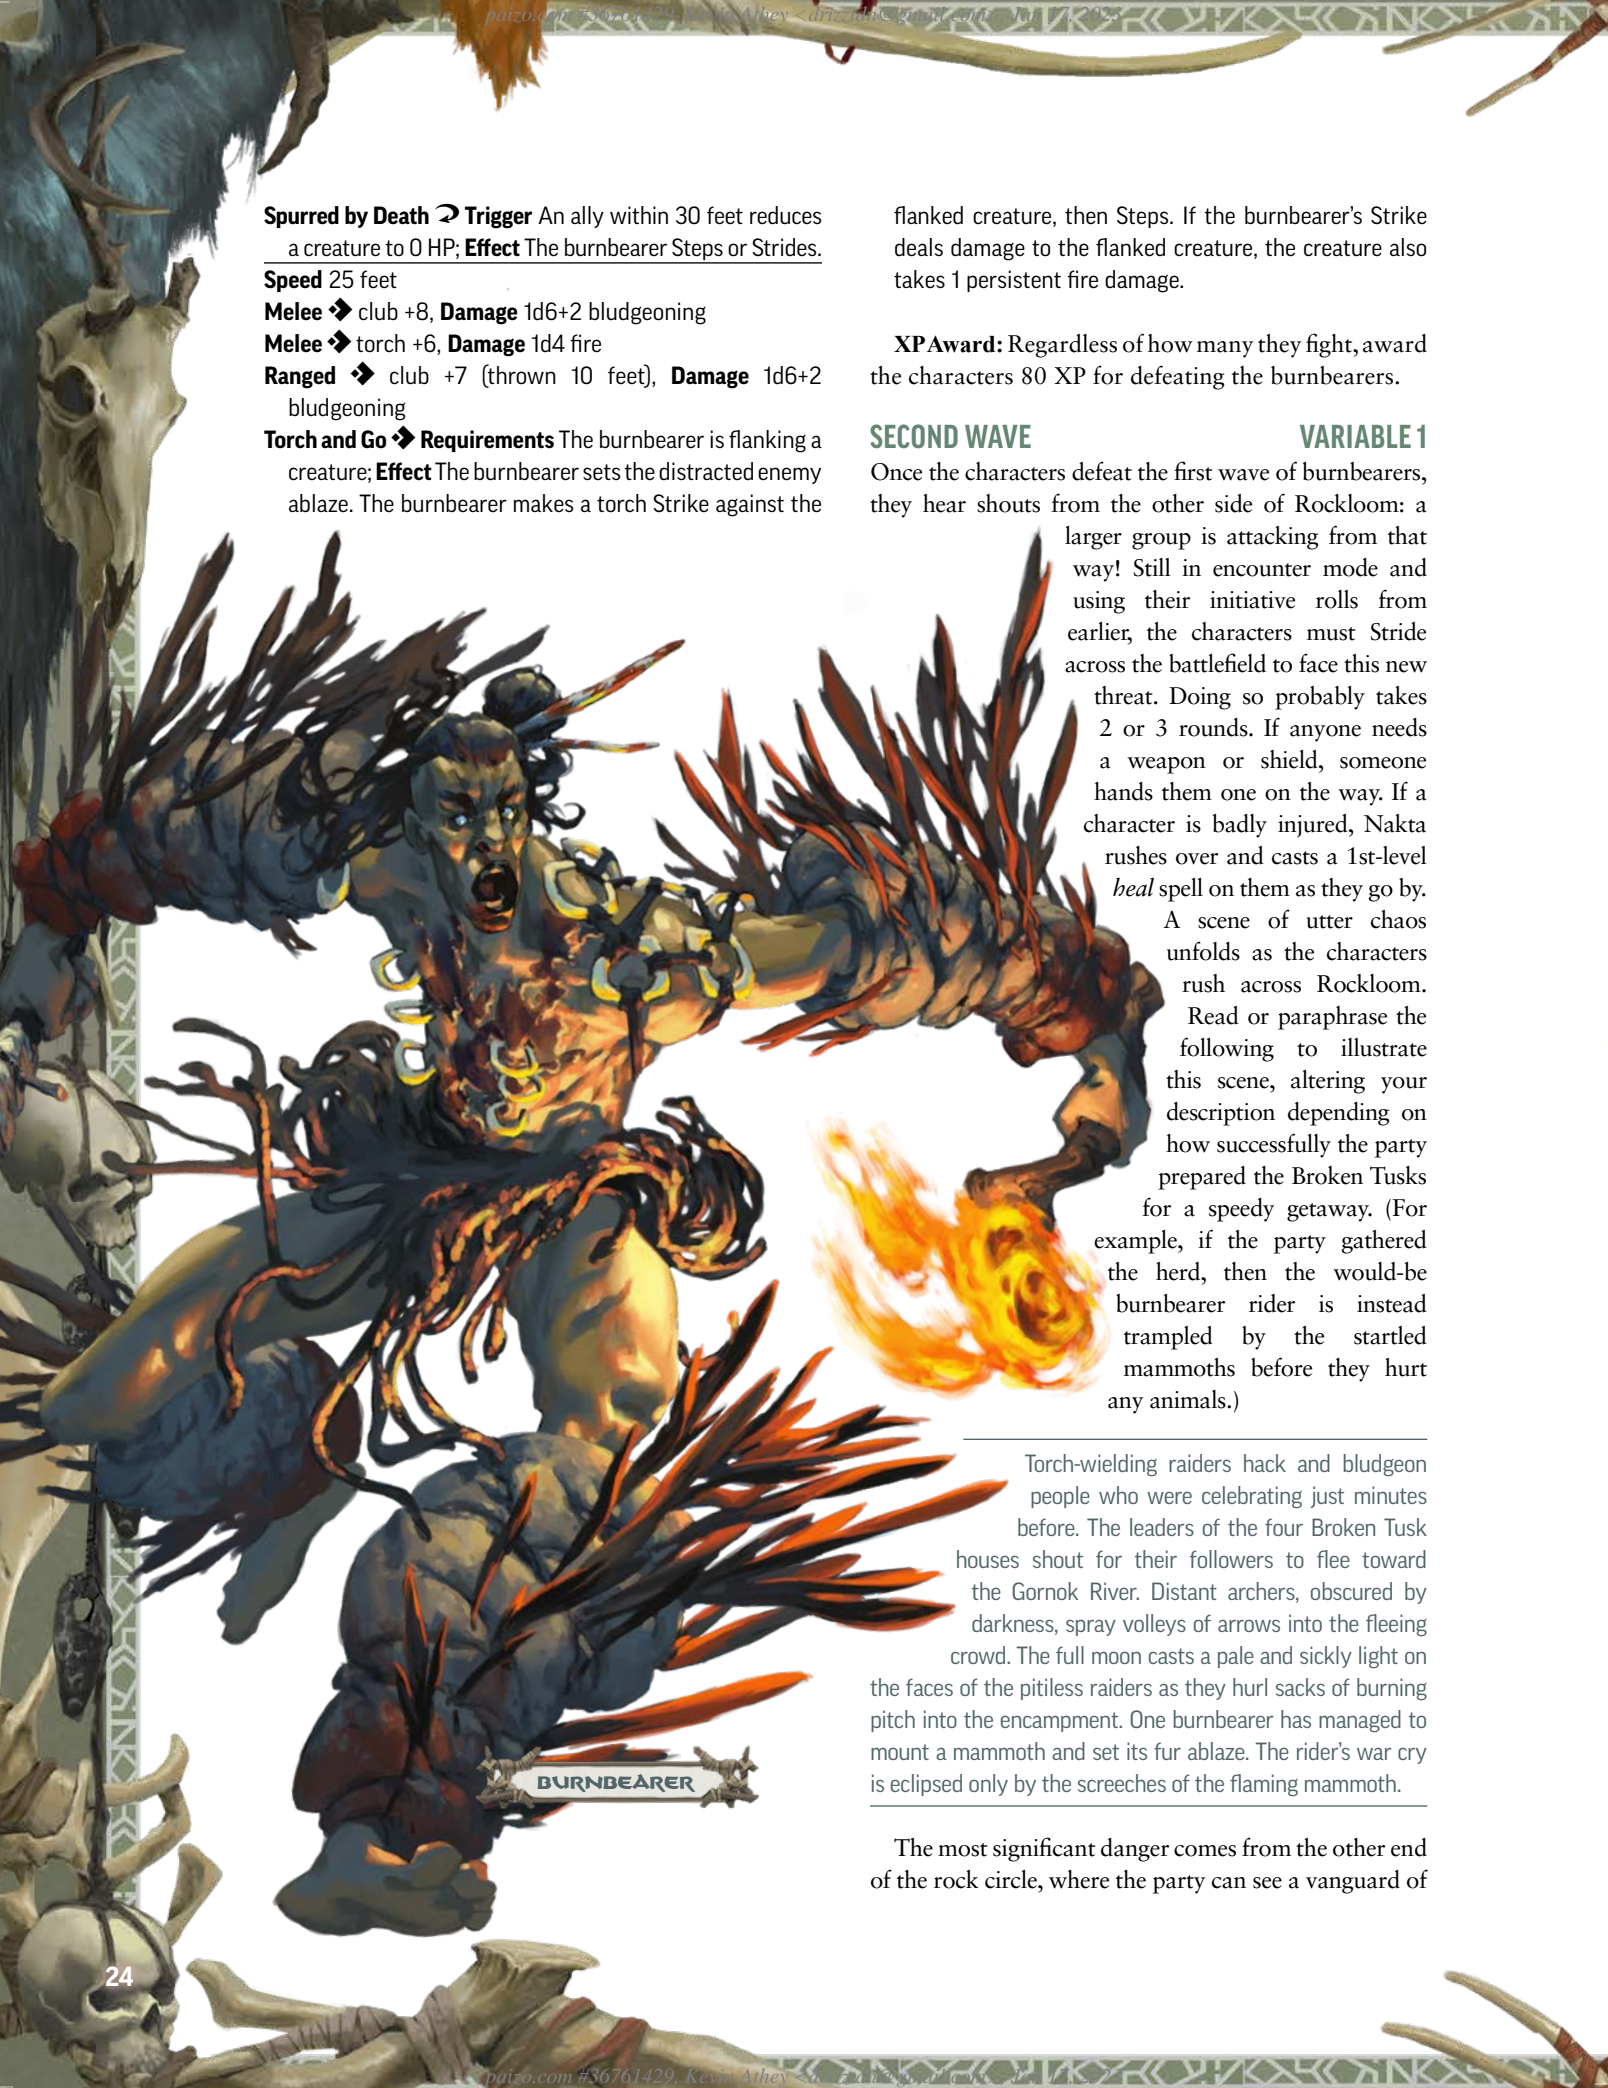 paizo.com #36761429, Kevin Athey
Spurred by Death Trigger An ally within 30 feet reduces
a creature to 0 HP; Effect The burnbearer Steps or Strides.
Speed 25 feet
Melee club +8, Damage 1d6+2 bludgeoning
Melee torch +6, Damage 1d4 fire
Ranged club +7 (thrown 10 feet), Damage 1d6+2
bludgeoning
Torch and Go Requirements The burnbearer is flanking a
creature; Effect The burnbearer sets the distracted enemy
ablaze. The burnbearer makes a torch Strike against the
flanked creature, then Steps. If the burnbearer's Strike
deals damage to the flanked creature, the creature also
takes 1 persistent fire damage.
XP Award: Regardless of how many they fight, award
the characters 80 XP for defeating the burnbearers.
SECOND WAVE VARIABLE 1
Once the characters defeat the first wave of burnbearers,
they hear shouts from the other side of Rockloom: a
larger group is attacking from that
way! Still in encounter mode and
using their initiative rolls from
earlier, the characters must Stride
across the battlefield to face this new
threat. Doing so probably takes
2 or 3 rounds. If anyone needs
a weapon or shield, someone
hands them one on the way. If a
character is badly injured, Nakta
rushes over and casts a 1st-level
heal spell on them as they go by.
A scene of utter chaos
unfolds as the characters
rush across Rockloom.
Read or paraphrase the
following to illustrate
this scene, altering your
description depending on
how successfully the party
prepared the Broken Tusks
for a speedy getaway. (For
example, if the party gathered
the herd, then the would-be
burnbearer rider is instead
trampled by the startled
mammoths before they hurt
any animals.)
Torch-wielding raiders hack and bludgeon
people who were celebrating just minutes
before. The leaders of the four Broken Tusk
houses shout for their followers to flee toward
the Gornok River. Distant archers, obscured by
darkness, spray volleys of arrows into the fleeing
crowd. The full moon casts a pale and sickly light on
the faces of the pitiless raiders as they hurl sacks of burning
pitch into the encampment. One burnbearer has managed to
mount a mammoth and set its fur ablaze. The rider's war cry
is eclipsed only by the screeches of the flaming mammoth.
The most significant danger comes from the other end
of the rock circle, where the party can see a vanguard of
BURNBEARER
24
paizo.com #36761429, Kevin Athey